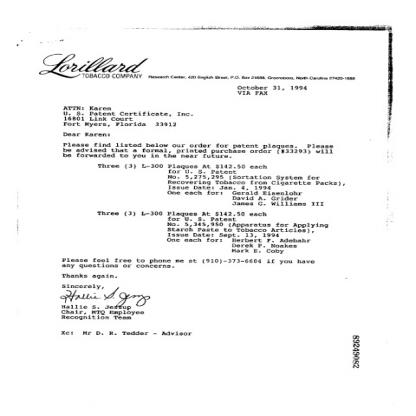 Lorillard
TOBACCO COMPANY
Research Center, 420 English Street, P.O. Box 21688, Greensboro, North Carolina 27420-1688
October 31, 1994
VIA FAX
ATTN: Karen
U. S. Patent Certificate, Inc.
16801 Link Court
Fort Myers, Florida 33912
Dear Karen:
Please find listed below our order for patent plaques. Please
be advised that a formal, printed purchase order (#33293) will
be forwarded to you in the near future.
Three (3) L-300 Plaques At $142.50 each
for U. S. Patent
No. 5,275,295 (Sortation System for
Recovering Tobacco from Cigarette Packs),
Issue Date: Jan. 4, 1994
One each for: Gerald Eisenlohr
David A. Grider
James G. Williams III
Three (3) L-300 Plaques At $142.50 each
for U. S. Patent
No. 5,345,950 (Apparatus for Applying
Starch Paste to Tobacco Articles),
Issue Date: Sept. 13, 1994
One each for: Herbert F. Adebahr
Derek F. Noakes
Mark E. Coby
Please feel free to phone me at (910)-373-6684 if you have
any questions or concerns.
Thanks again.
Sincerely,
Hallie S. Jessup
Hallie S. Jessup
Chair, MTQ Employee
Recognition Team
Xc: Mr D. R. Tedder - Advisor